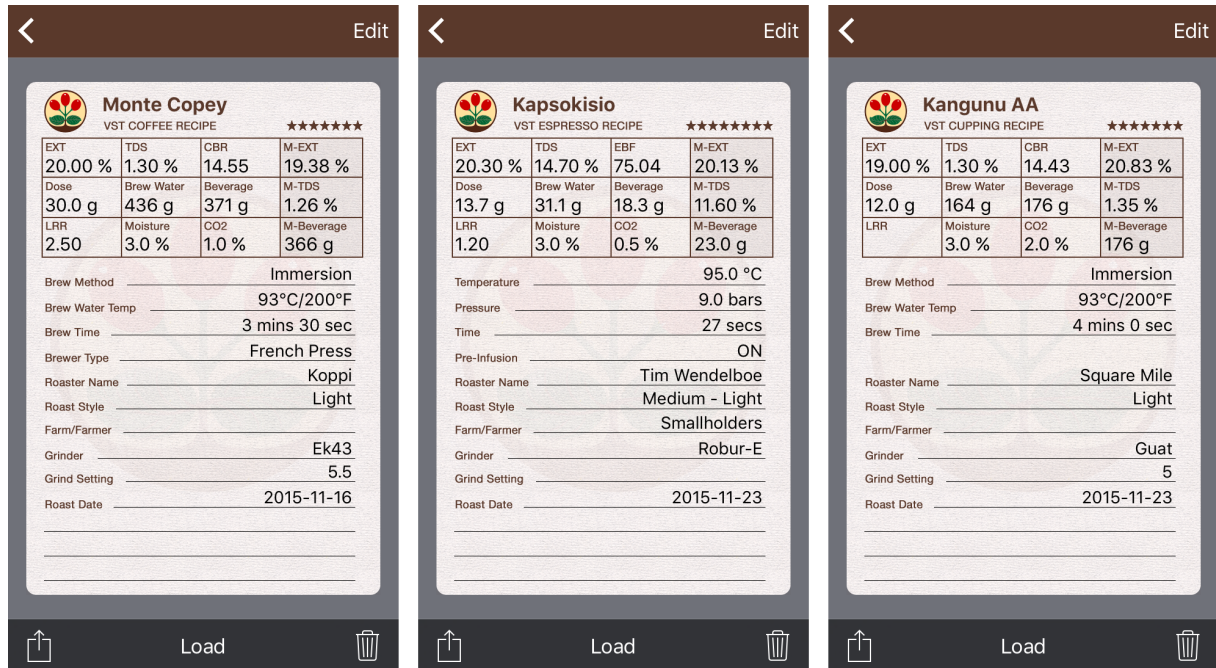 Edit
Monte Copey
VST COFFEE RECIPE ★★★★★★★
EXT TDS CBR M-EXT
20.00 % 1.30 % 14.55 19.38 %
Dose Brew Water Beverage M-TDS
30.0 g 436 g 371 g 1.26 %
LRR Moisture CO2 M-Beverage
2.50 3.0 % 1.0 % 366 g
Brew Method Immersion
Brew Water Temp 93°C/200°F
Brew Time 3 mins 30 sec
Brewer Type French Press
Roaster Name Koppi
Roast Style Light
Farm/Farmer
Grinder Ek43
Grind Setting 5.5
Roast Date 2015-11-16
Load
Edit
Kapsokisio
VST ESPRESSO RECIPE ★★★★★★★★
EXT TDS EBF M-EXT
20.30 % 14.70 % 75.04 20.13 %
Dose Brew Water Beverage M-TDS
13.7 g 31.1 g 18.3 g 11.60 %
LRR Moisture CO2 M-Beverage
1.20 3.0 % 0.5 % 23.0 g
Temperature 95.0 °C
Pressure 9.0 bars
Time 27 secs
Pre-Infusion ON
Roaster Name Tim Wendelboe
Roast Style Medium - Light
Farm/Farmer Smallholders
Grinder Robur-E
Grind Setting
Roast Date 2015-11-23
Load
Edit
Kangunu AA
VST CUPPING RECIPE ★★★★★★★
EXT TDS CBR M-EXT
19.00 % 1.30 % 14.43 20.83 %
Dose Brew Water Beverage M-TDS
12.0 g 164 g 176 g 1.35 %
LRR Moisture CO2 M-Beverage
3.0 % 2.0 % 176 g
Brew Method Immersion
Brew Water Temp 93°C/200°F
Brew Time 4 mins 0 sec
Roaster Name Square Mile
Roast Style Light
Farm/Farmer
Grinder Guat
Grind Setting 5
Roast Date 2015-11-23
Load